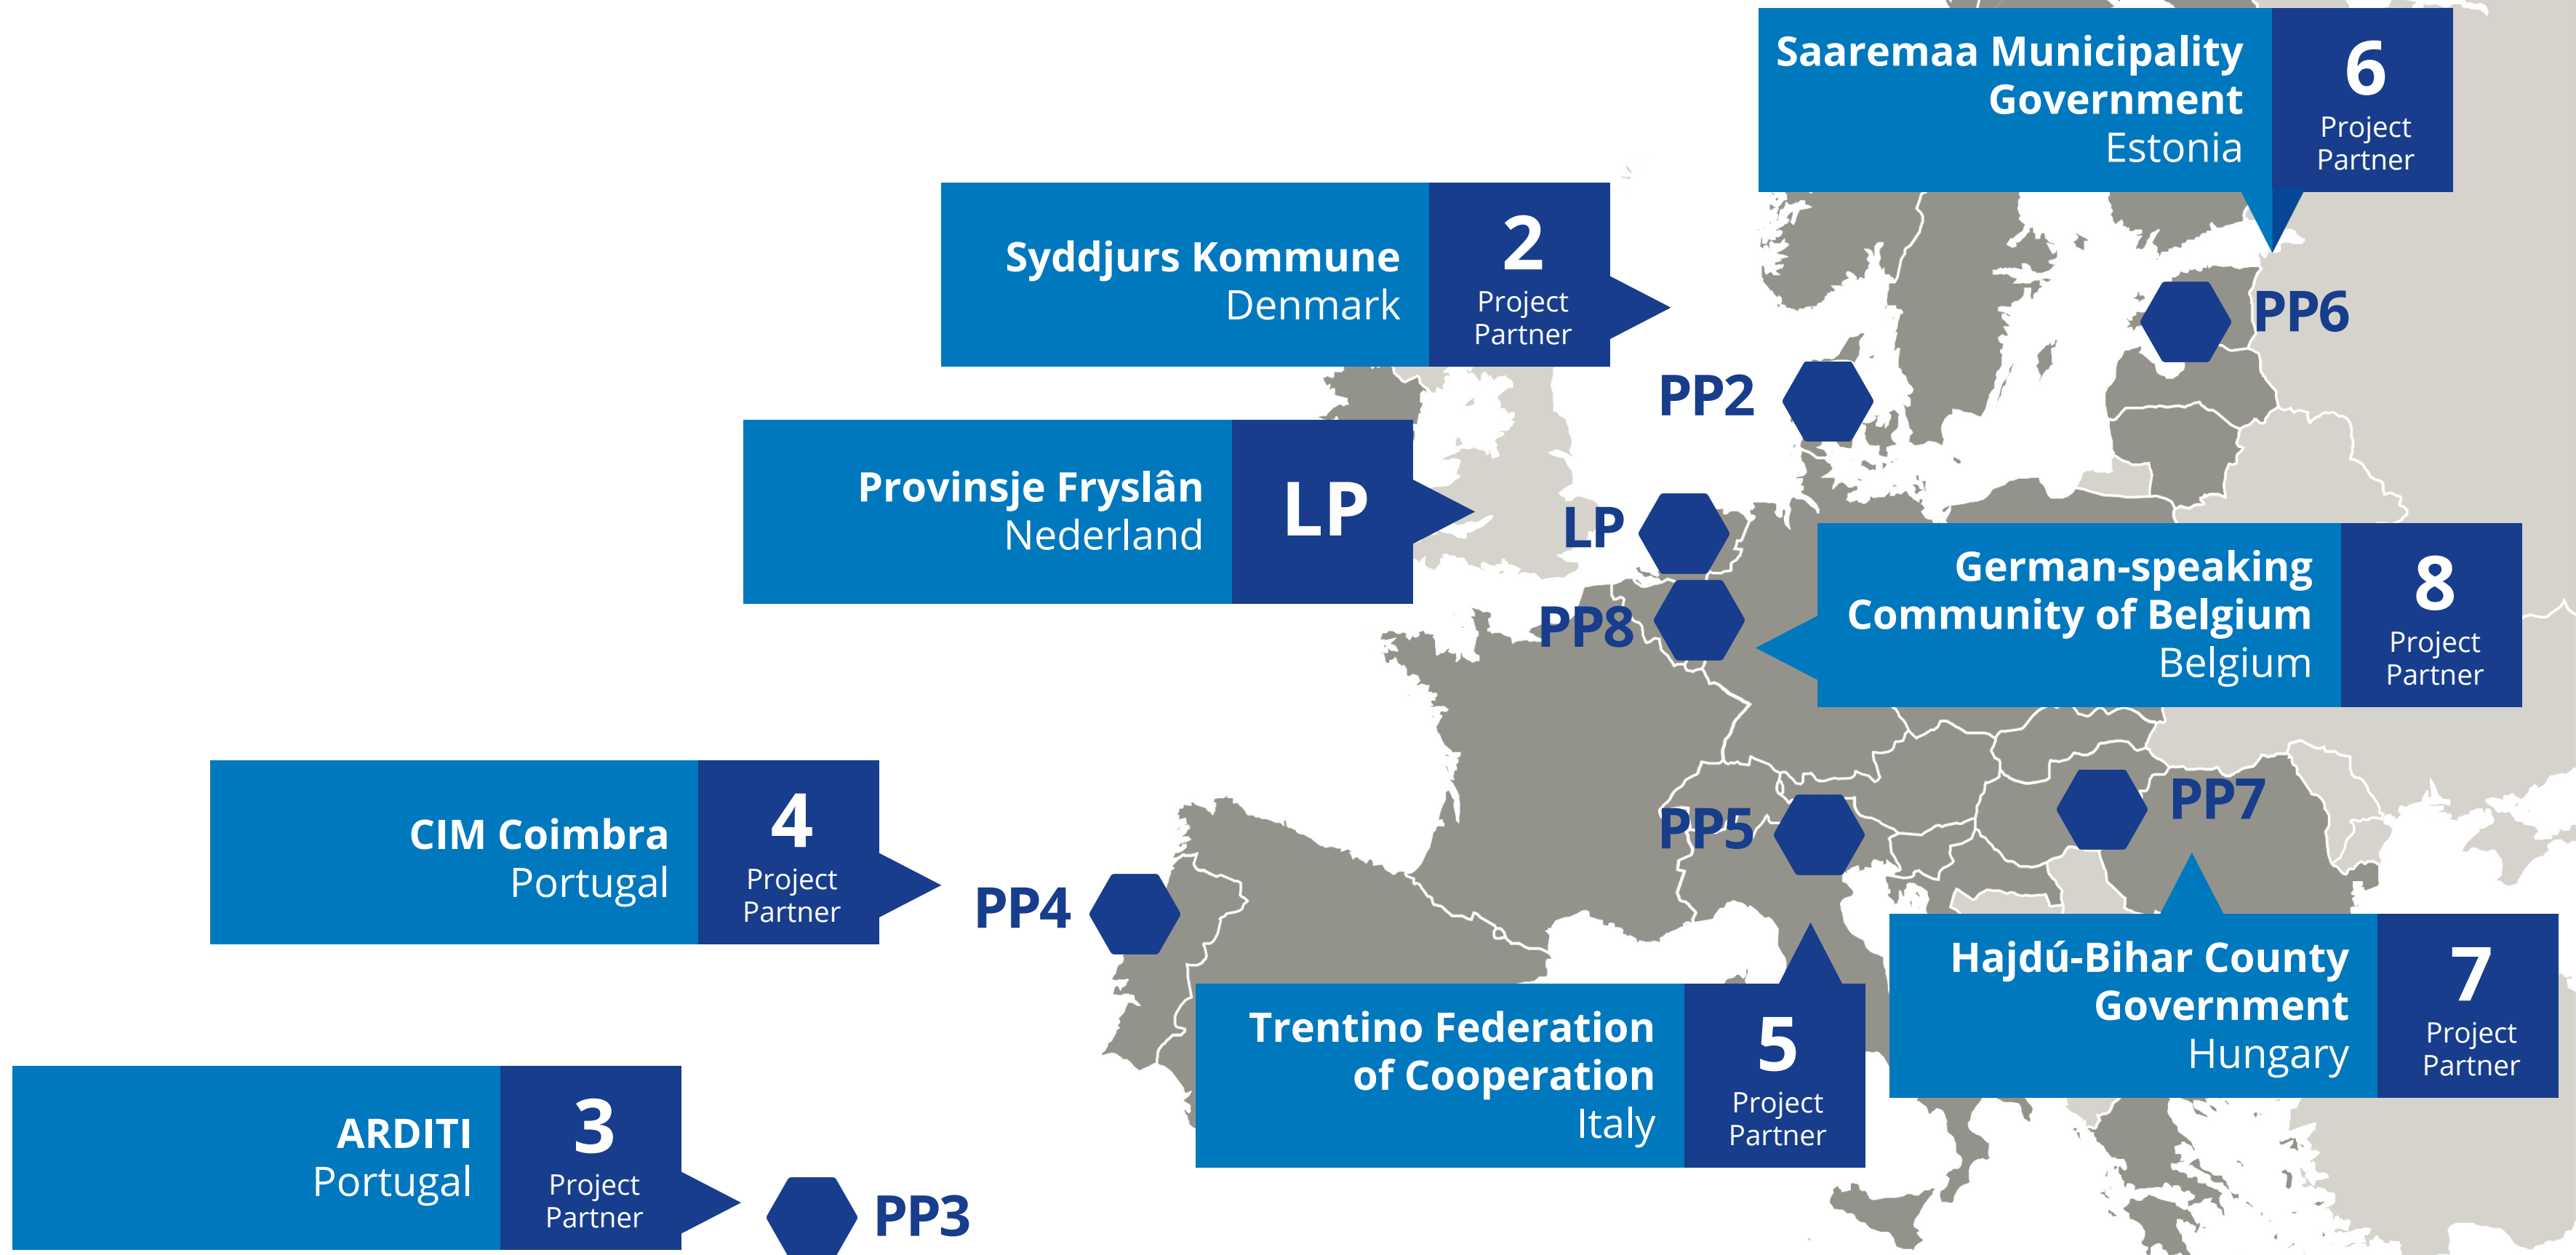 Saaremaa Municipality
Government
Estonia
6
Project
Partner
Syddjurs Kommune
Denmark
2
Project
Partner
PP6
PP2
Provinsje Fryslân
Nederland
LP
LP
German-speaking
Community of Belgium
Belgium
8
Project
Partner
PP8
CIM Coimbra
Portugal
4
Project
Partner
PP4
PP5
PP7
Hajdú-Bihar County
Government
Hungary
7
Project
Partner
Trentino Federation
of Cooperation
Italy
5
Project
Partner
ARDITI
Portugal
3
Project
Partner
PP3